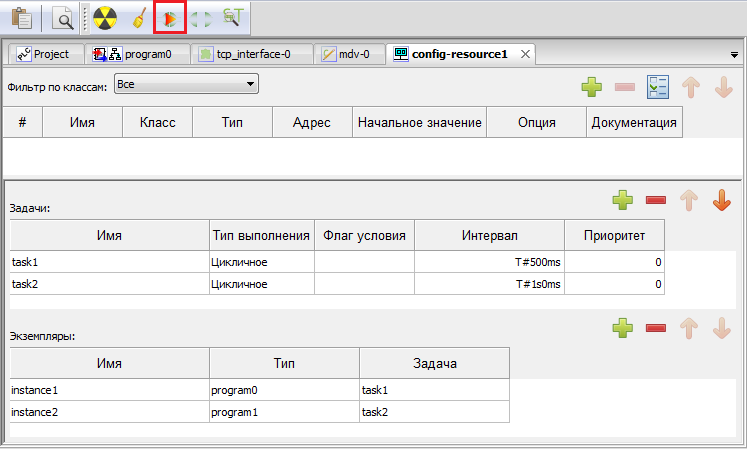 Project program0 tcp_interface-0 mdv-0 config-resource1
Фильтр по классам: Все
# Имя Класс Тип Адрес Начальное значение Опция Документация
Задачи:
Имя Тип выполнения Флаг условия Интервал Приоритет
task1 Цикличное T#500ms 0
task2 Цикличное T#1s0ms 0
Экземпляры:
Имя Тип Задача
instance1 program0 task1
instance2 program1 task2